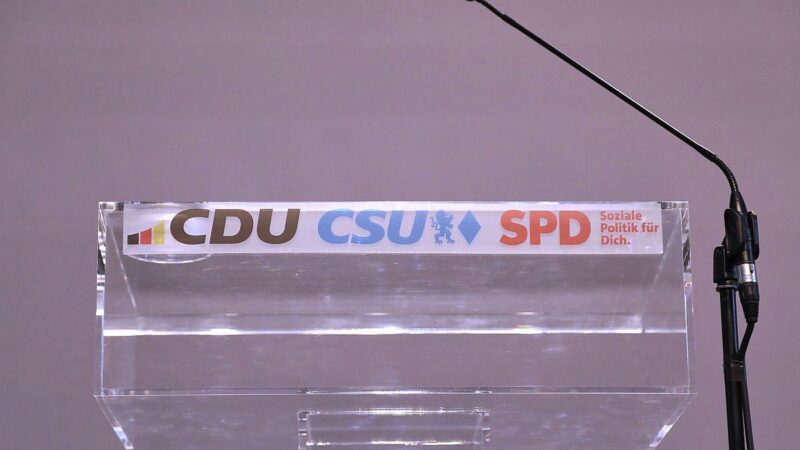 CDU CSU SPD
Soziale
Politik für
Dich.